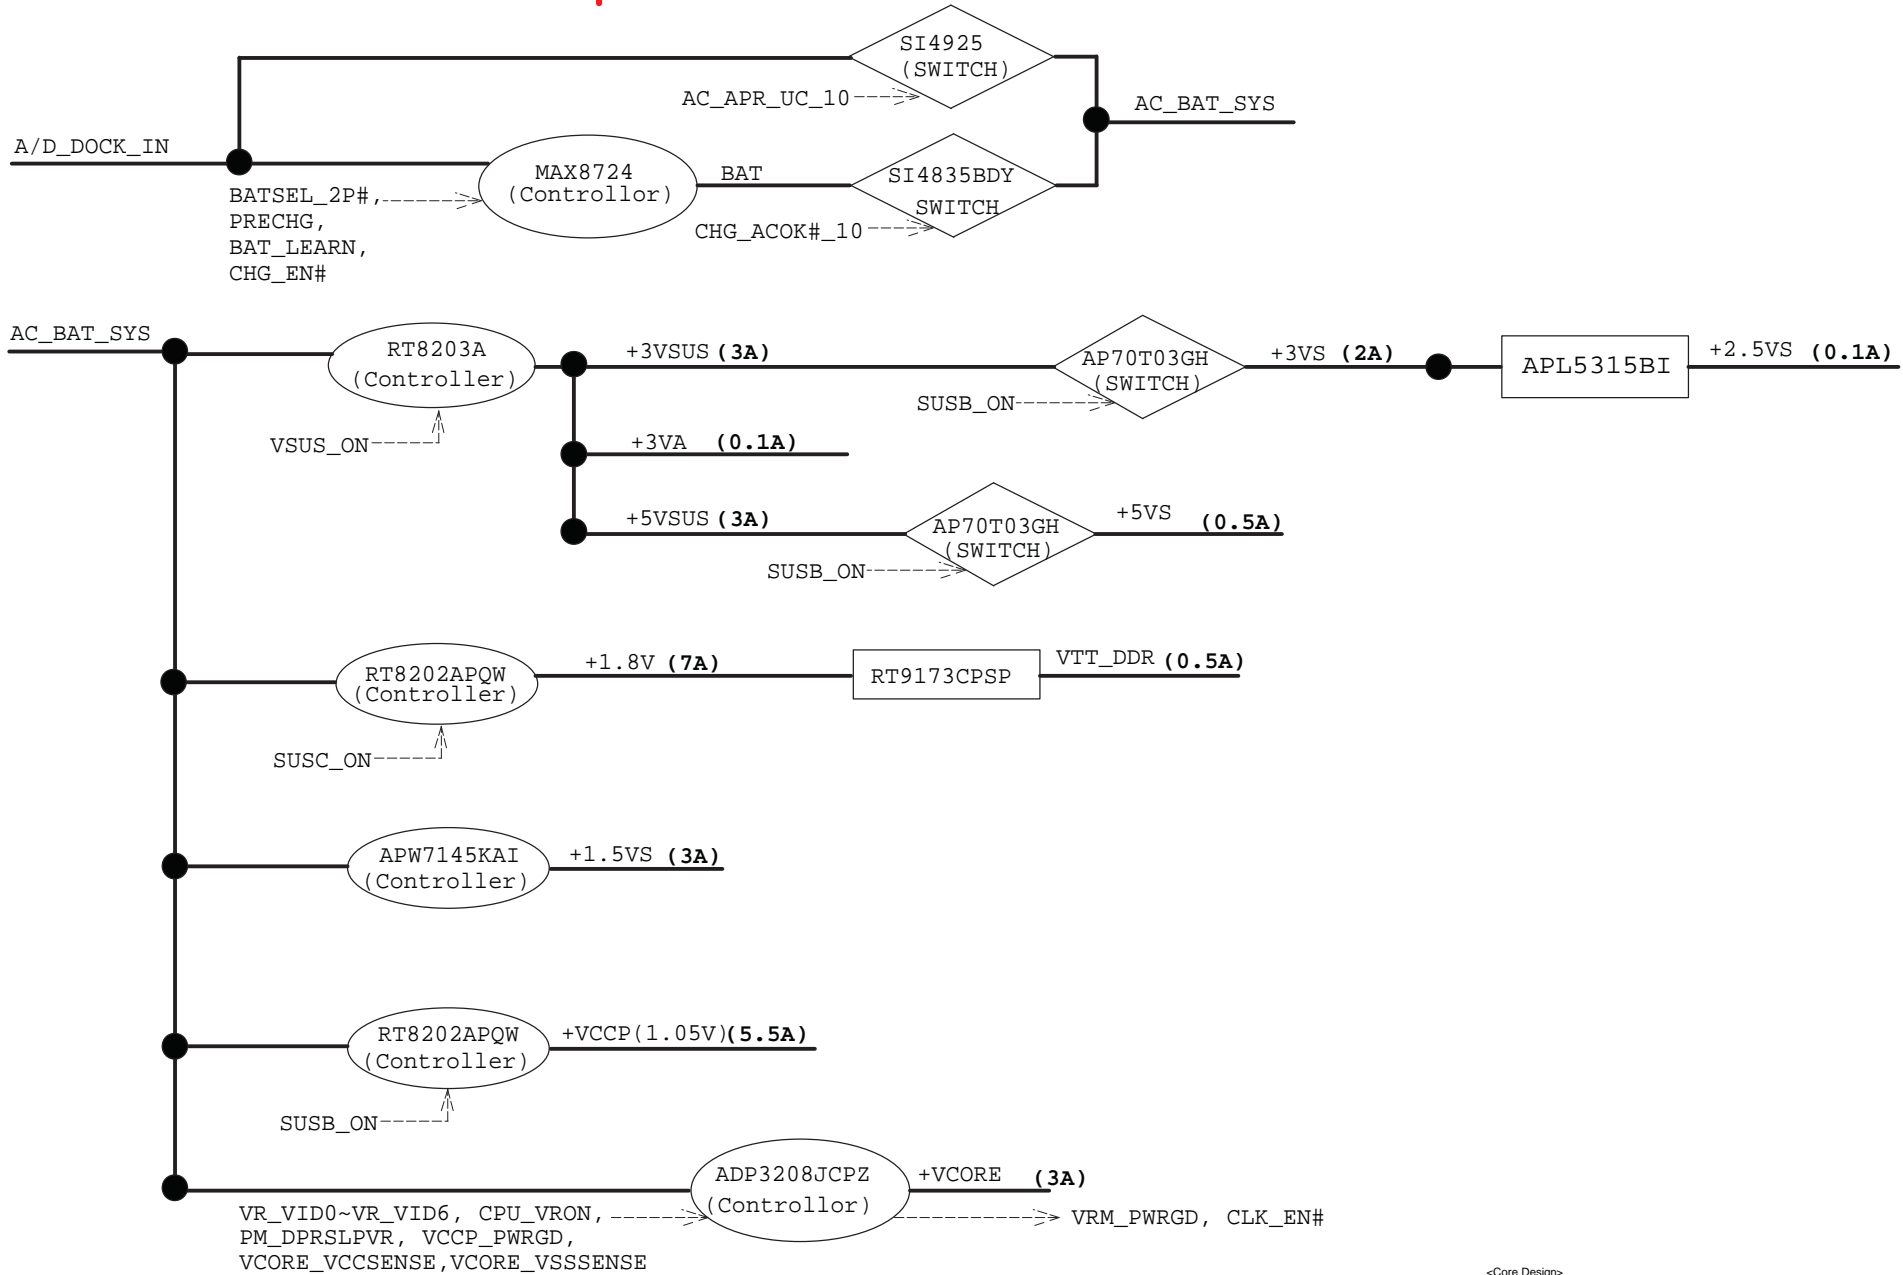 SI4925
(SWITCH)
AC_APR_UC_10
AC_BAT_SYS
A/D_DOCK_IN
MAX8724
(Controllor)
BAT
SI4835BDY
SWITCH
BATSEL_2P#,
PRECHG,
BAT_LEARN,
CHG_EN#
CHG_ACOK#_10
AC_BAT_SYS
RT8203A
(Controller)
+3VSUS (3A)
AP70T03GH
(SWITCH)
+3VS (2A)
APL5315BI
+2.5VS (0.1A)
SUSB_ON
VSUS_ON
+3VA (0.1A)
+5VSUS (3A)
AP70T03GH
(SWITCH)
+5VS (0.5A)
SUSB_ON
RT8202APQW
(Controller)
+1.8V (7A)
RT9173CPSP
VTT_DDR (0.5A)
SUSC_ON
APW7145KAI
(Controller)
+1.5VS (3A)
RT8202APQW
(Controller)
+VCCP(1.05V)(5.5A)
SUSB_ON
ADP3208JCPZ
(Controllor)
+VCORE (3A)
VR_VID0~VR_VID6, CPU_VRON,
PM_DPRSLPVR, VCCP_PWRGD,
VCORE_VCCSENSE,VCORE_VSSSENSE
VRM_PWRGD, CLK_EN#
<Core Design>